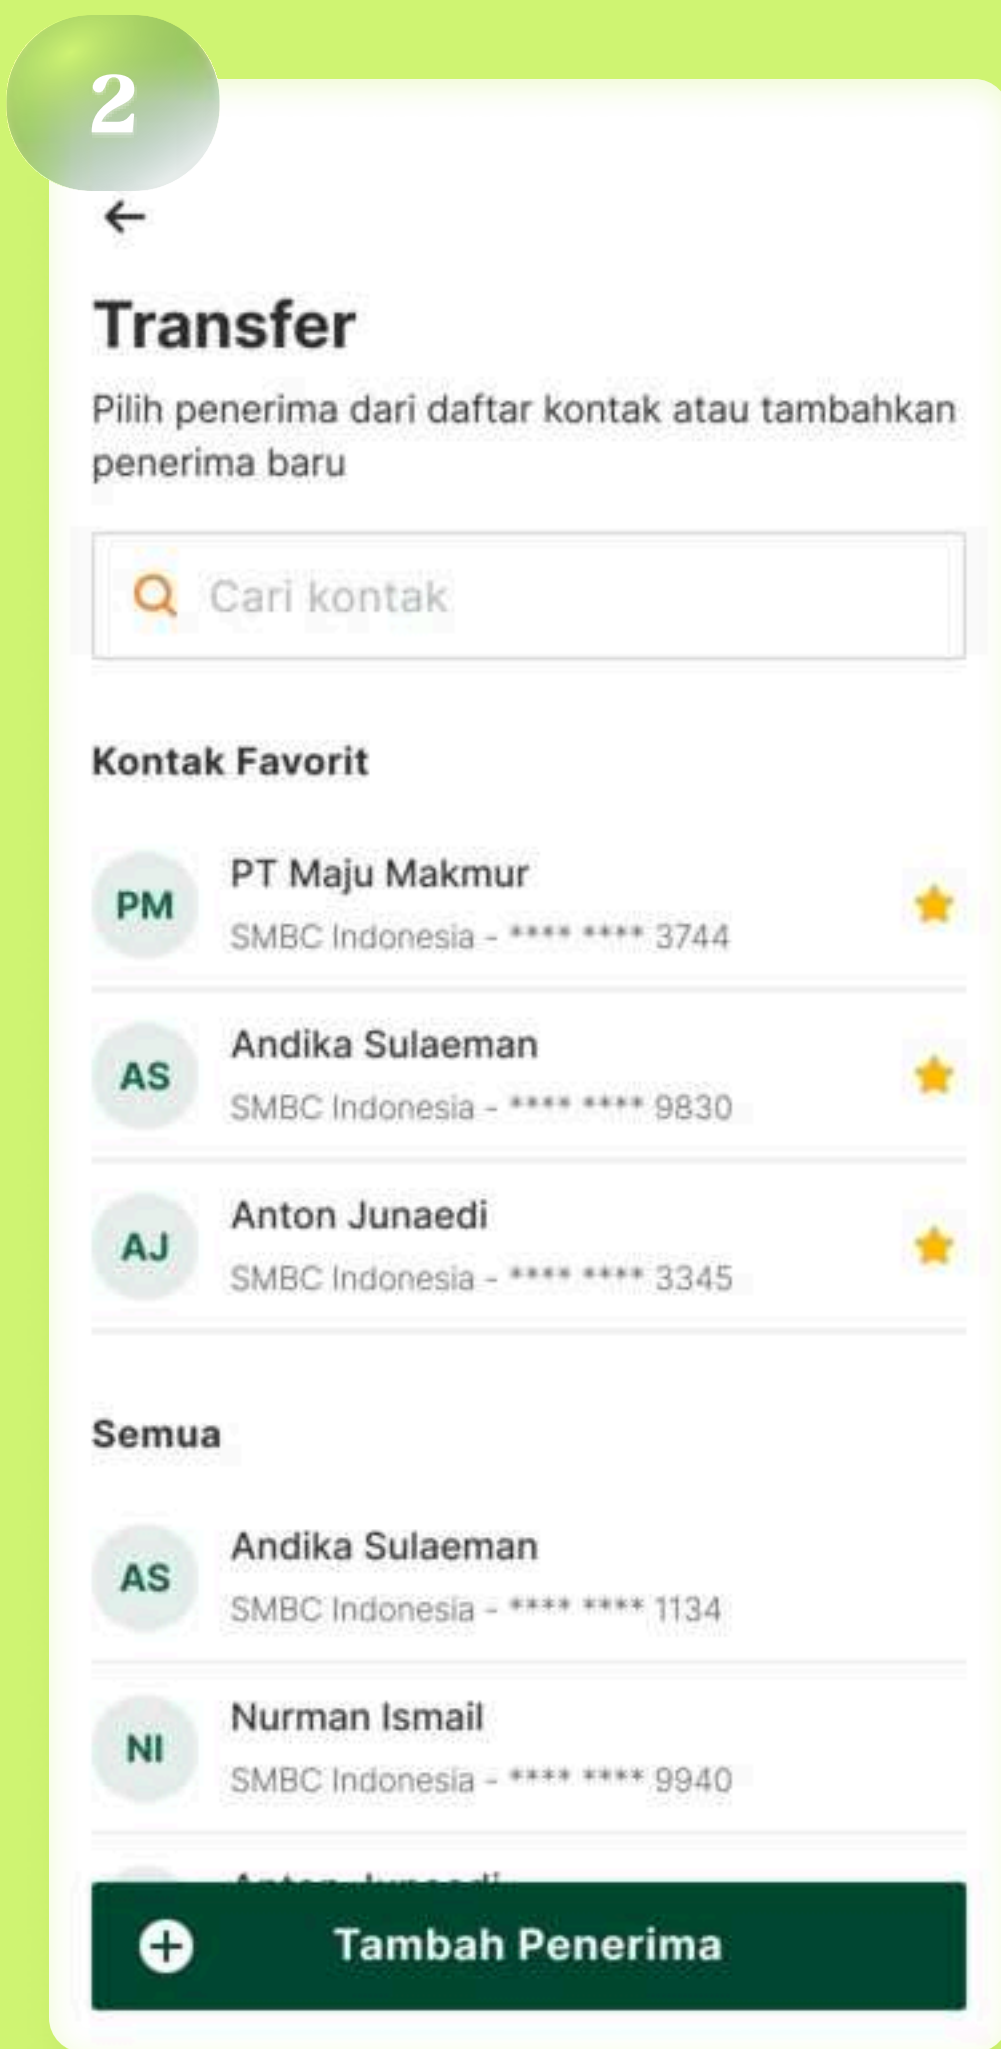 2
Transfer
Pilih penerima dari daftar kontak atau tambahkan
penerima baru
Cari kontak
Kontak Favorit
PM
PT Maju Makmur
SMBC Indonesia - **** **** 3744
AS
Andika Sulaeman
SMBC Indonesia - **** **** 9830
AJ
Anton Junaedi
SMBC Indonesia - **** **** 3345
Semua
AS
Andika Sulaeman
SMBC Indonesia - **** **** 1134
NI
Nurman Ismail
SMBC Indonesia - **** **** 9940
Anton Junaedi
Tambah Penerima